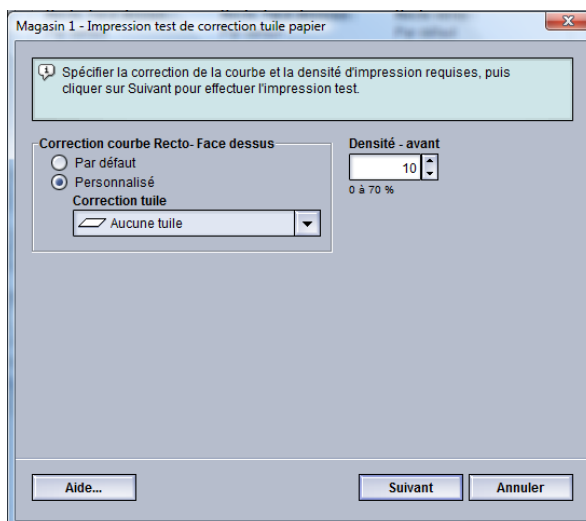 Magasin 1 - Impression test de correction tuile papier
Spécifier la correction de la courbe et la densité d'impression requises, puis
cliquer sur Suivant pour effectuer l'impression test.
Correction courbe Recto- Face dessus
Par défaut
Personnalisé
Correction tuile
Aucune tuile
Densité - avant
10
0 à 70 %
Aide...
Suivant
Annuler